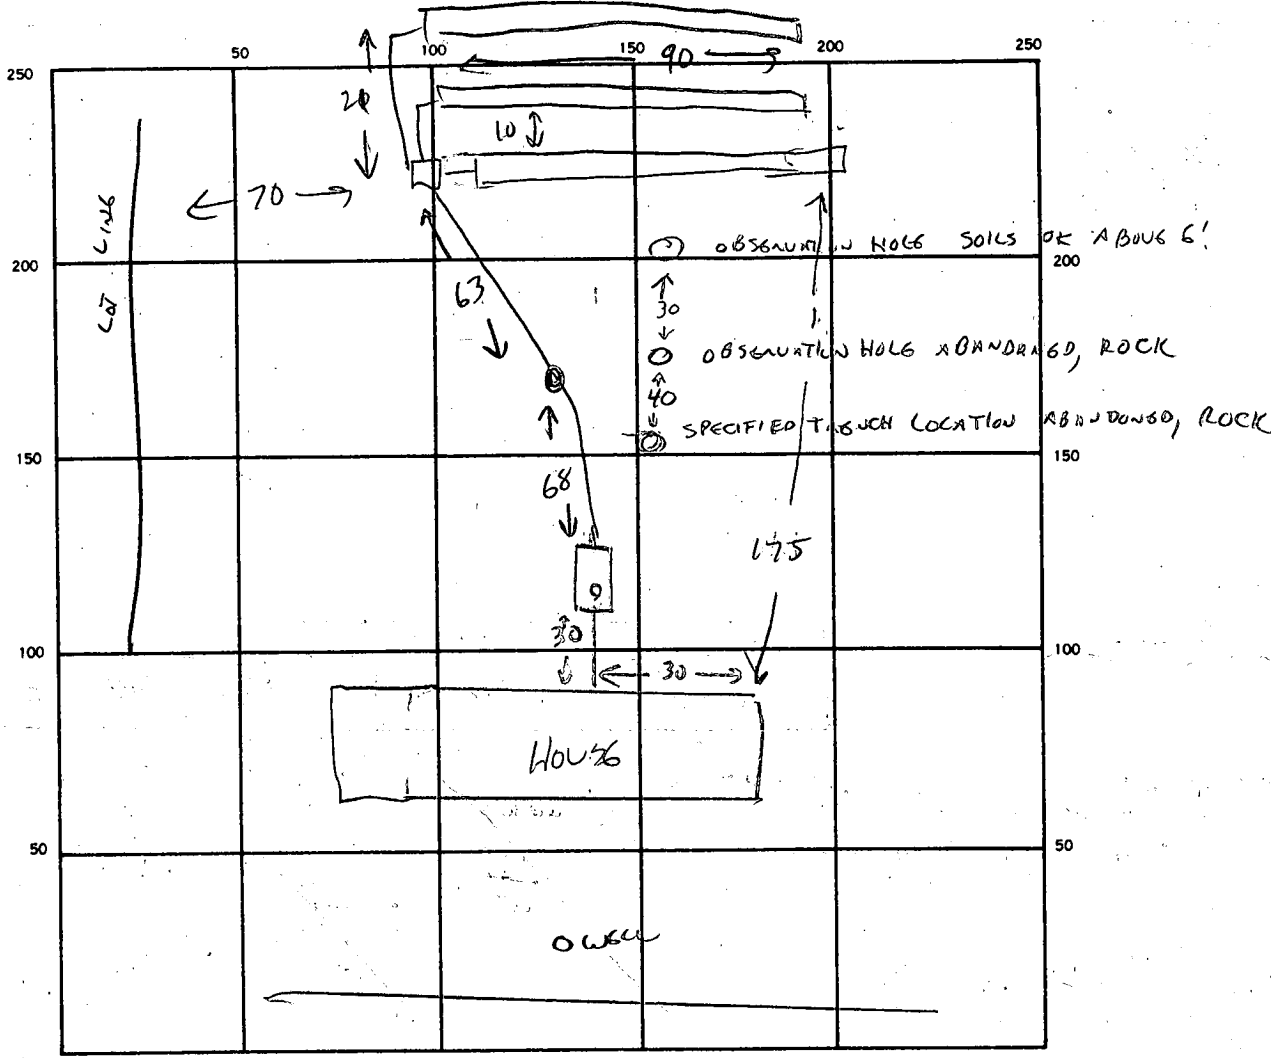 50 100 150 200 250
250
90
20
10
70
LOT LINE
OBSERVATION HOLE SOILS OK ABOVE 6'
200 200
63
30
OBSERVATION HOLE ABANDONED, ROCK
40
SPECIFIED TRENCH LOCATION ABANDONED, ROCK
150 150
68
175
100 100
30
30
HOUSE
50 50
WELL